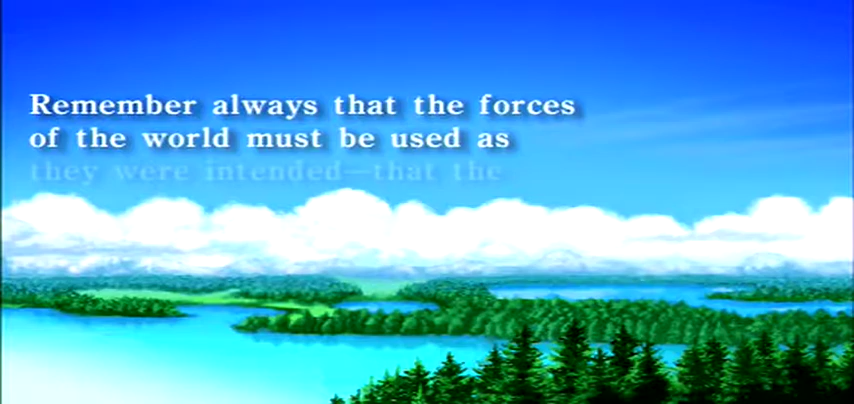 Remember always that the forces
of the world must be used as
they were intended—that the